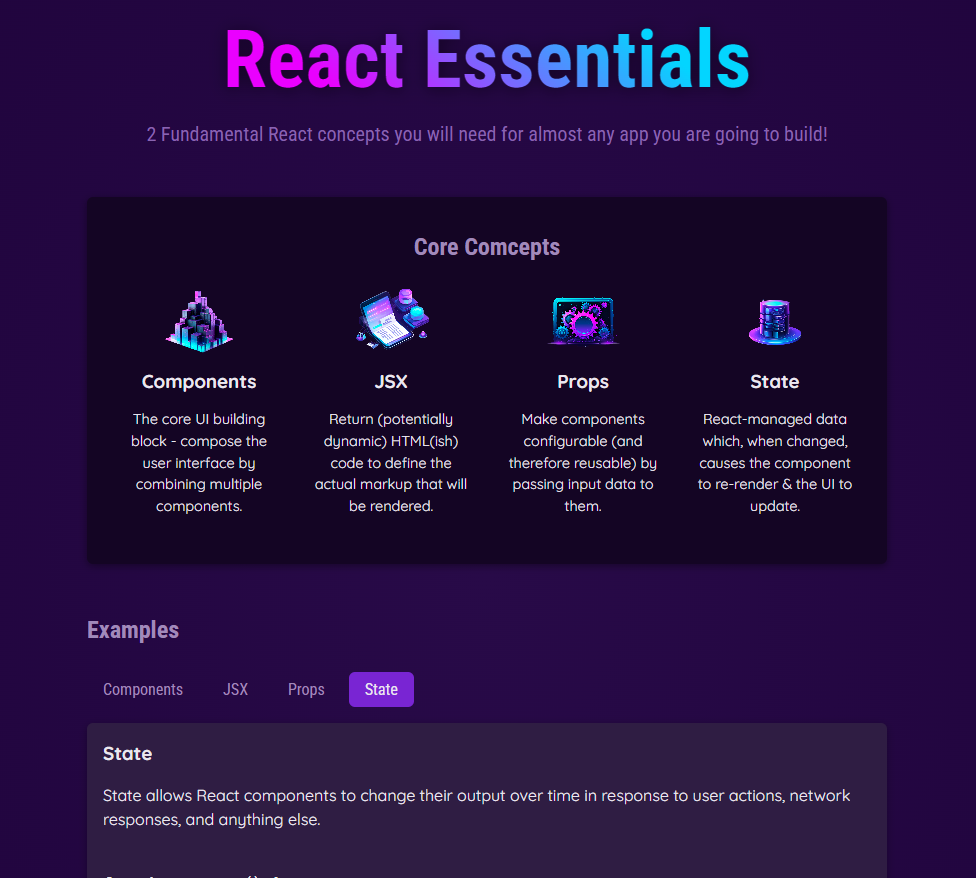 React Essentials
2 Fundamental React concepts you will need for almost any app you are going to build!
Core Comcepts
Components
The core UI building
block - compose the
user interface by
combining multiple
components.
JSX
Return (potentially
dynamic) HTML(ish)
code to define the
actual markup that will
be rendered.
Props
Make components
configurable (and
therefore reusable) by
passing input data to
them.
State
React-managed data
which, when changed,
causes the component
to re-render & the UI to
update.
Examples
Components JSX Props State
State
State allows React components to change their output over time in response to user actions, network
responses, and anything else.